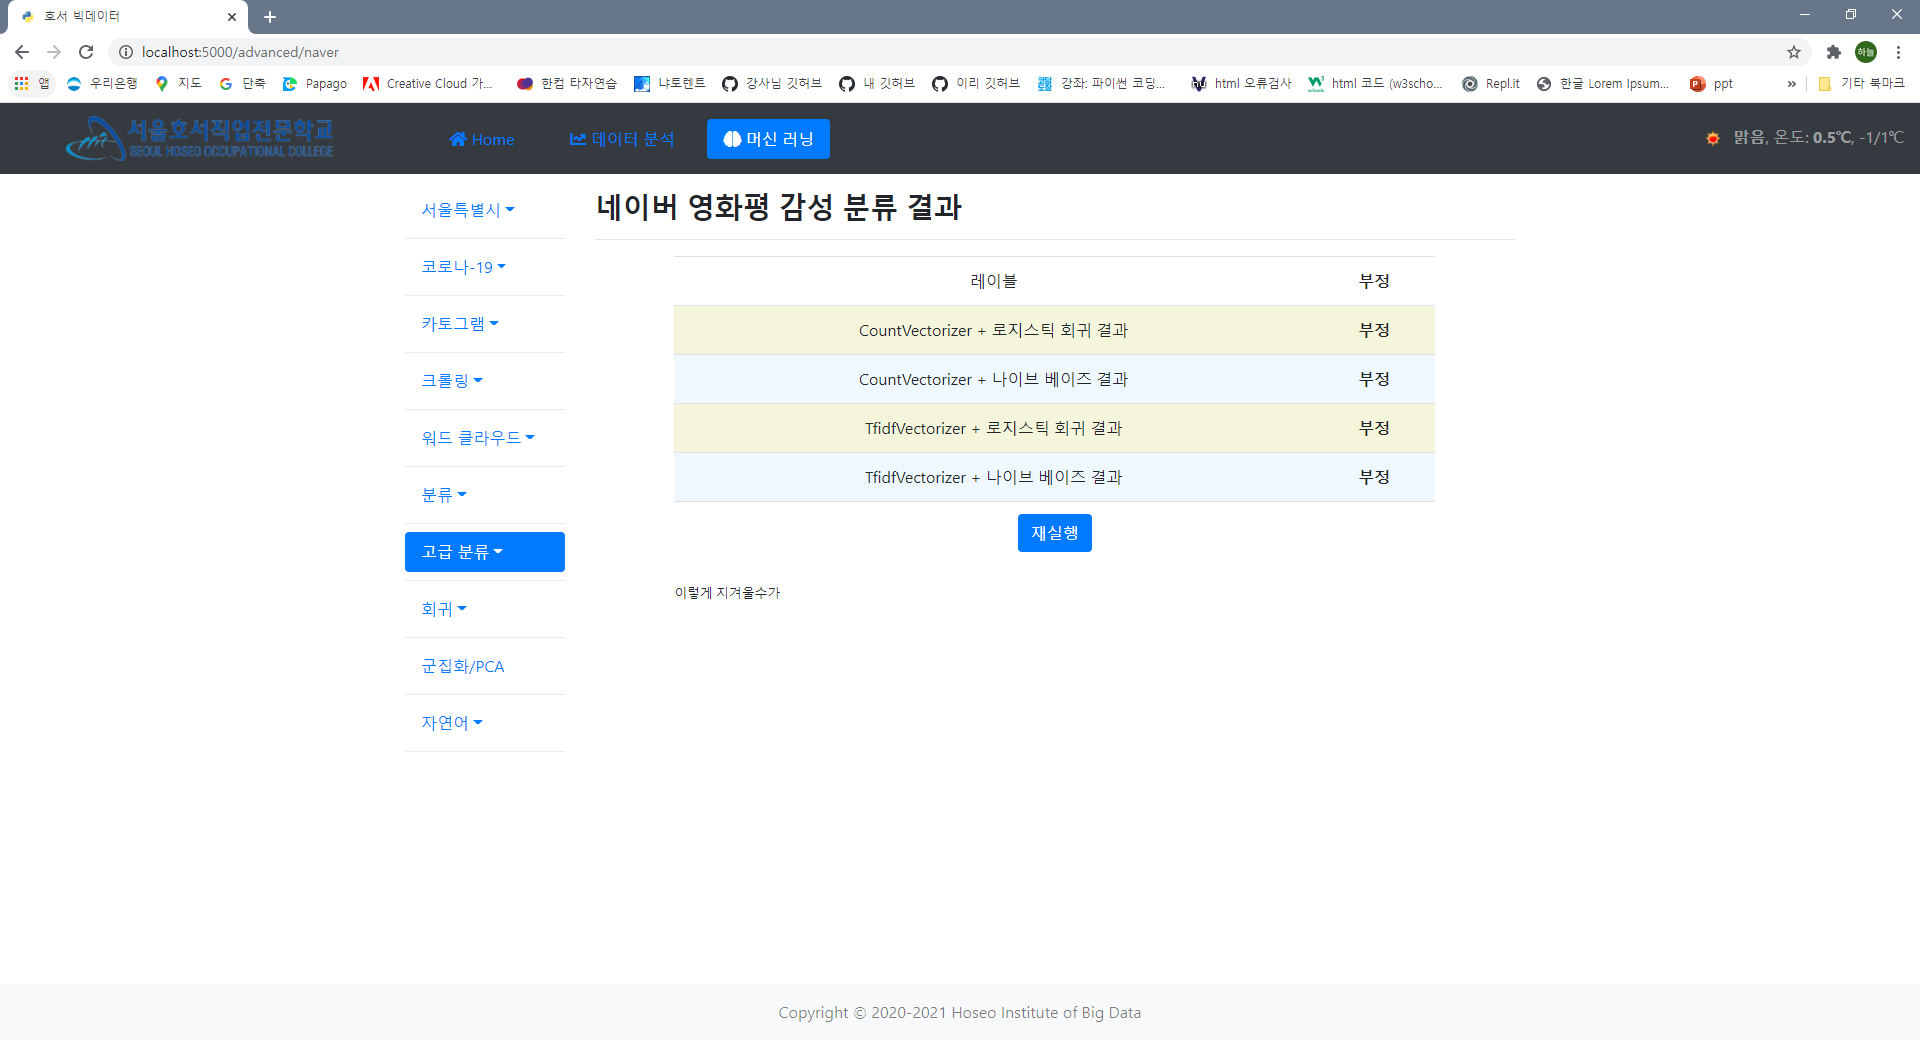 호서 빅데이터
localhost:5000/advanced/naver
하늘
앱 우리은행 지도 단축 Papago Creative Cloud 가... 한컴 타자연습 냐토렌트 강사님 깃허브 내 깃허브 이리 깃허브 강좌: 파이썬 코딩... html 오류검사 html 코드 (w3scho... Repl.it 한글 Lorem Ipsum... ppt » 기타 북마크
서울호서직업전문학교
SEOUL HOSEO OCCUPATIONAL COLLEGE
Home 데이터 분석 머신 러닝 맑음, 온도: 0.5℃, -1/1℃
서울특별시
코로나-19
카토그램
크롤링
워드 클라우드
분류
고급 분류
회귀
군집화/PCA
자연어
네이버 영화평 감성 분류 결과
레이블 부정
CountVectorizer + 로지스틱 회귀 결과 부정
CountVectorizer + 나이브 베이즈 결과 부정
TfidfVectorizer + 로지스틱 회귀 결과 부정
TfidfVectorizer + 나이브 베이즈 결과 부정
재실행
이렇게 지겨울수가
Copyright © 2020-2021 Hoseo Institute of Big Data